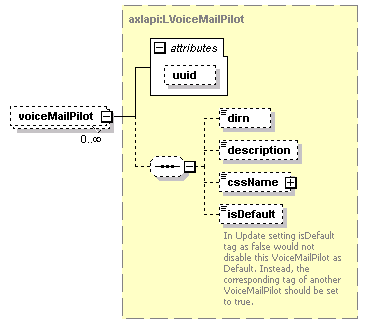 axlapi:LVoiceMailPilot
attributes
uuid
voiceMailPilot
0..∞
dirn
description
cssName
isDefault
In Update setting isDefault
tag as false would not
disable this VoiceMailPilot as
Default. Instead, the
corresponding tag of another
VoiceMailPilot should be set
to true.